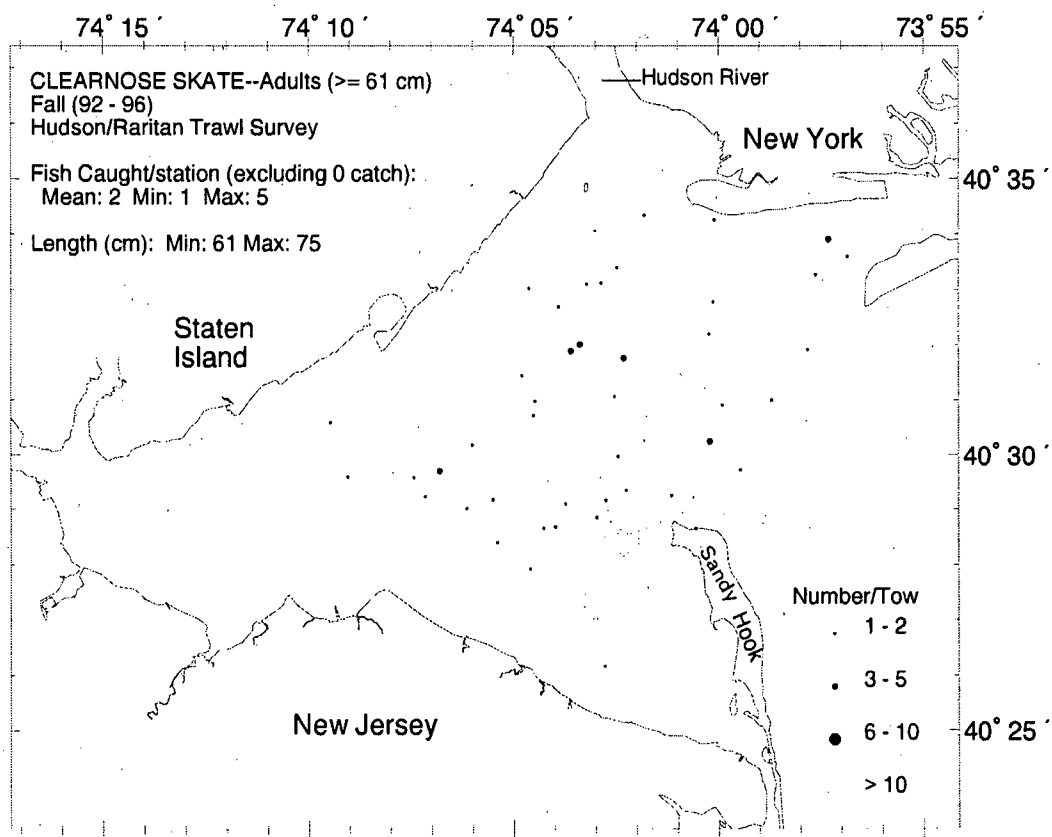 74° 15 ´ 74° 10 ´ 74° 05 ´ 74° 00 ´ 73° 55 ´
CLEARNOSE SKATE--Adults (>= 61 cm)
Fall (92 - 96)
Hudson/Raritan Trawl Survey
Fish Caught/station (excluding 0 catch):
Mean: 2 Min: 1 Max: 5
Length (cm): Min: 61 Max: 75
Hudson River
New York
40° 35 ´
Staten
Island
40° 30 ´
Sandy Hook
Number/Tow
1 - 2
3 - 5
6 - 10
> 10
New Jersey
40° 25 ´